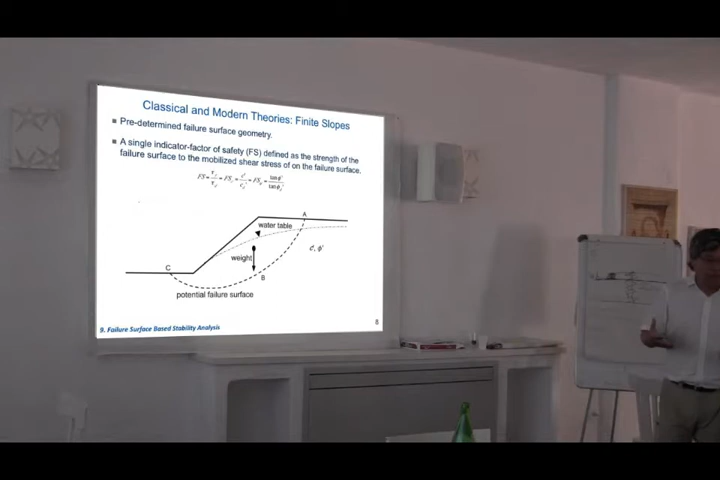 Classical and Modern Theories: Finite Slopes
Pre-determined failure surface geometry.
A single indicator-factor of safety (FS) defined as the strength of the
failure surface to the mobilized shear stress of on the failure surface.
A
water table
c', φ'
weight
C
B
potential failure surface
9. Failure Surface Based Stability Analysis
8